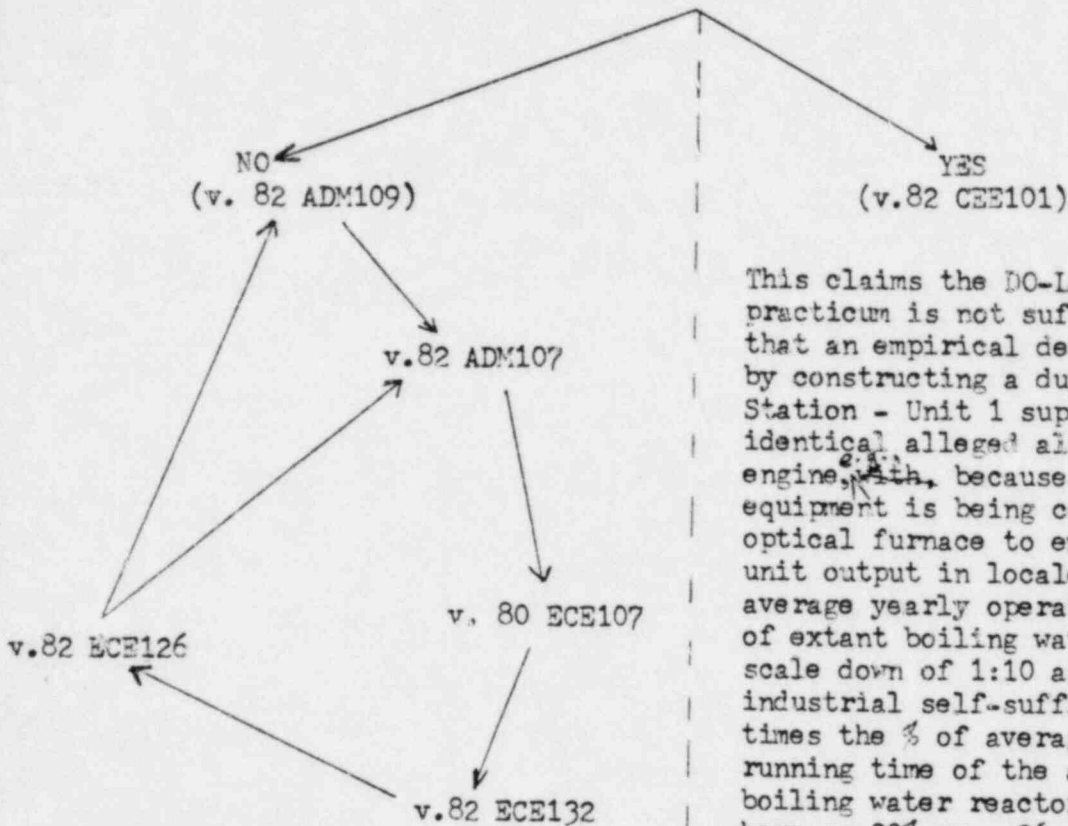 NO
(v. 82 ADM109)
YES
(v.82 CEE101)
v.82 ADM107
v. 80 ECE107
v.82 ECE126
v.82 ECE132
This claims the DO-L
practicum is not suf
that an empirical de
by constructing a du
Station - Unit 1 sup
identical alleged al
e.g.,
engine, with, because
equipment is being c
optical furnace to e
unit output in local
average yearly opera
of extant boiling wa
scale down of 1:10 a
industrial self-suff
times the % of avera
running time of the
boiling water reacto